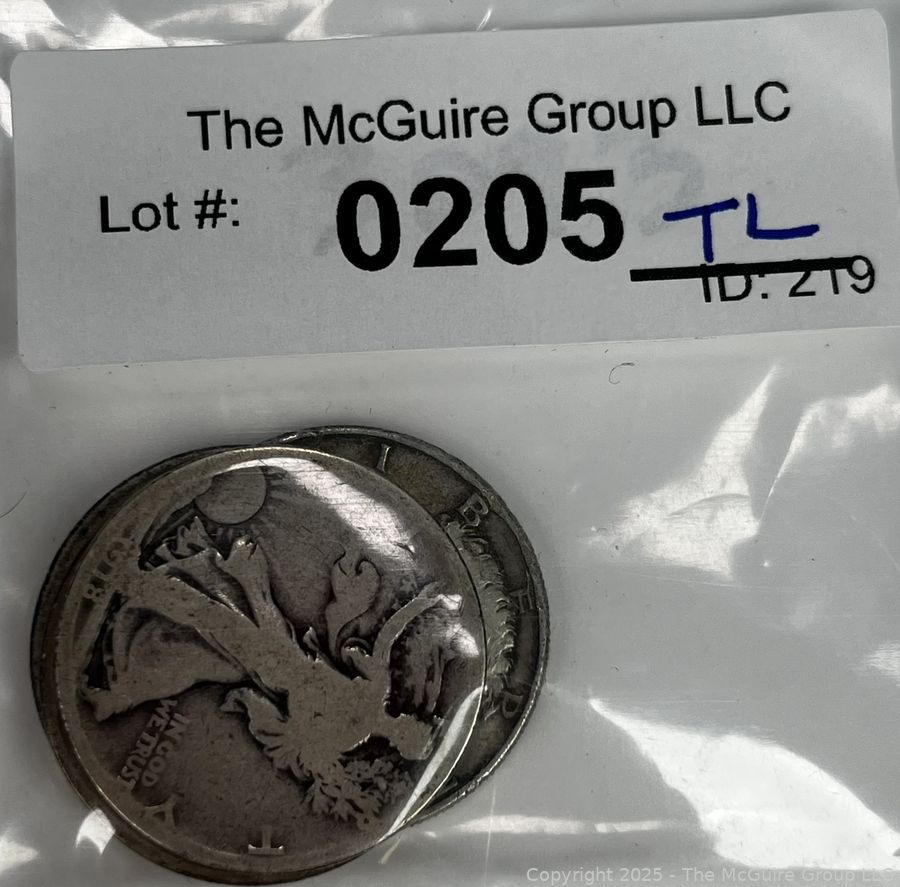 The McGuire Group LLC
Lot #: 0205 TL
ID: 219
L I B E R
IN GOD
WE TRUST
T Y
Copyright 2025 - The McGuire Group LLC